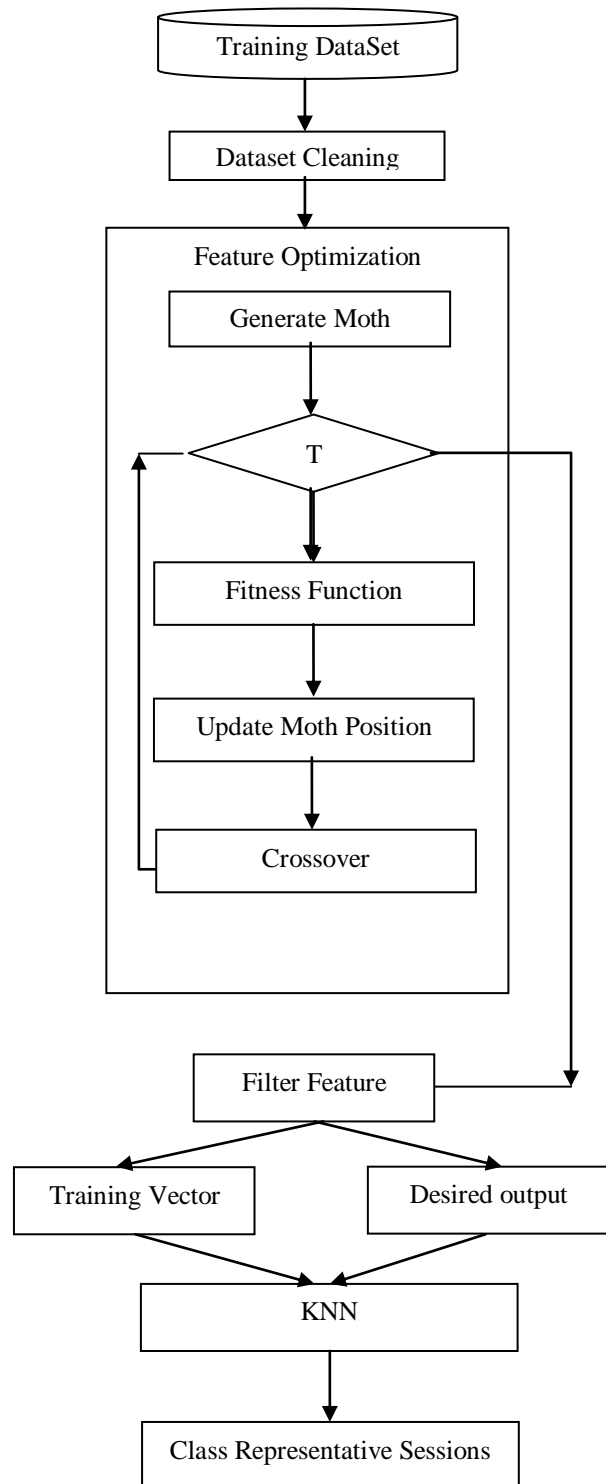 Training DataSet
Dataset Cleaning
Feature Optimization
Generate Moth
T
Fitness Function
Update Moth Position
Crossover
Filter Feature
Training Vector
Desired output
KNN
Class Representative Sessions